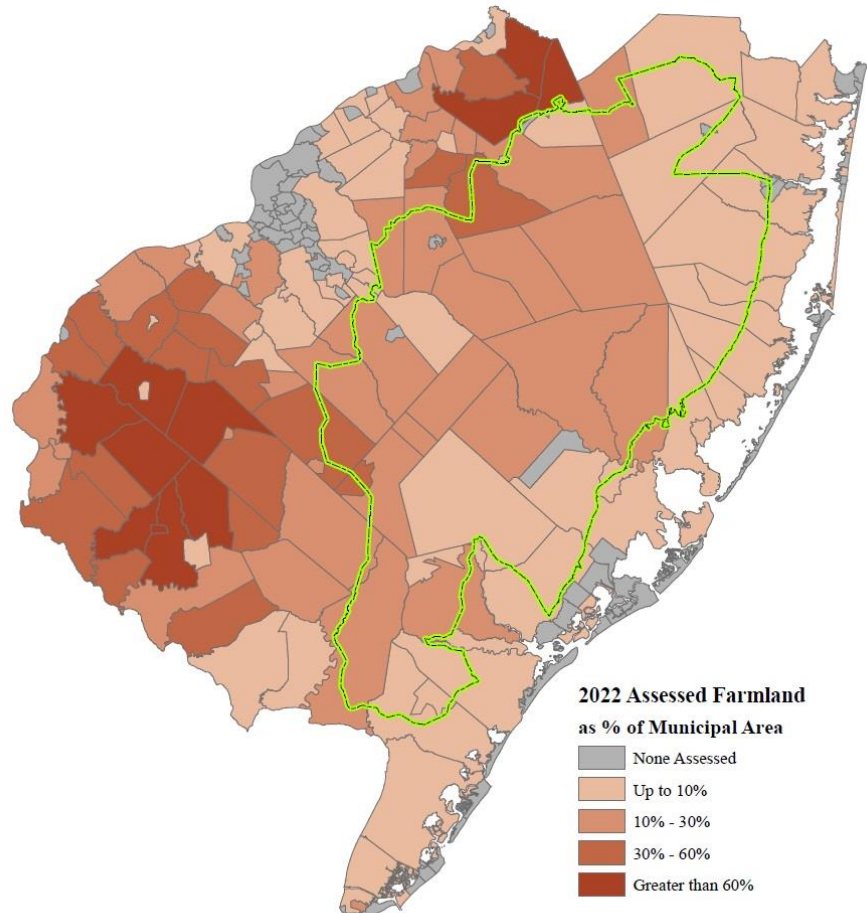 2022 Assessed Farmland
as % of Municipal Area
None Assessed
Up to 10%
10% - 30%
30% - 60%
Greater than 60%